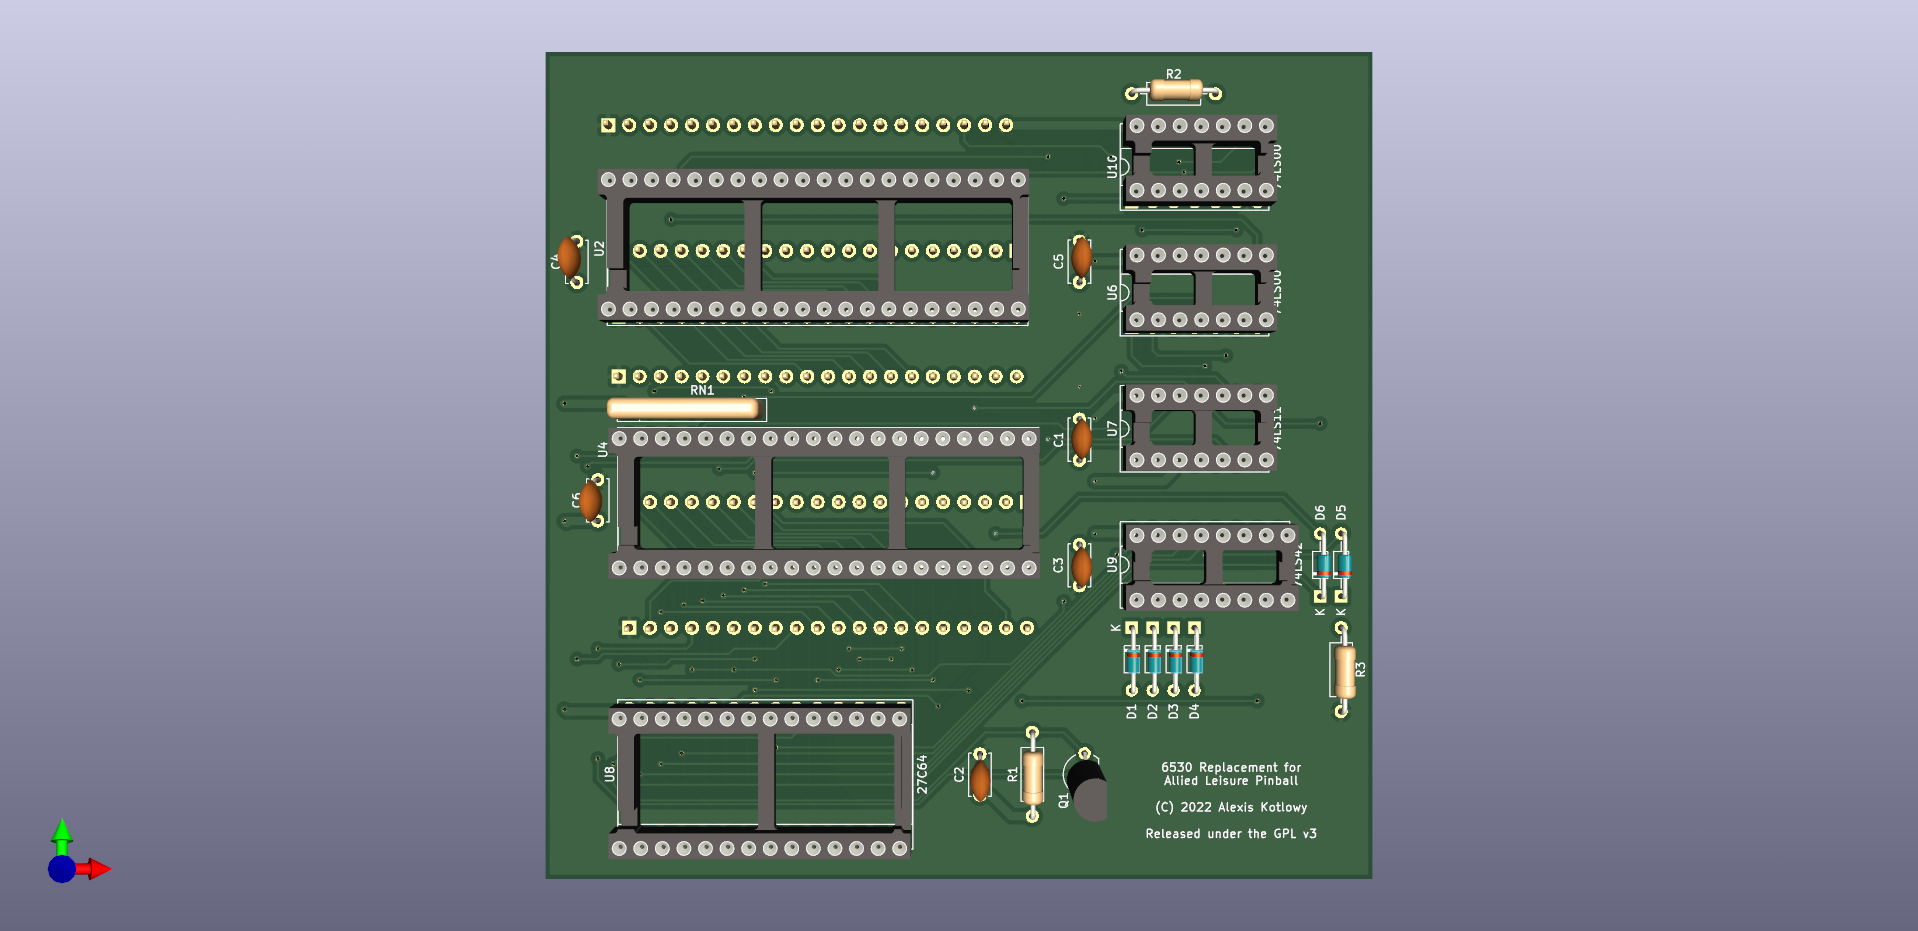 R2
U10
74LS00
C4
U2
C5
U6
74LS00
RN1
U4
C1
U7
74LS11
C6
D6
D5
C3
U9
74LS42
K
K
K
D1
D2
D3
D4
R3
U8
27C64
C2
R1
Q1
6530 Replacement for
Allied Leisure Pinball
(C) 2022 Alexis Kotlowy
Released under the GPL v3